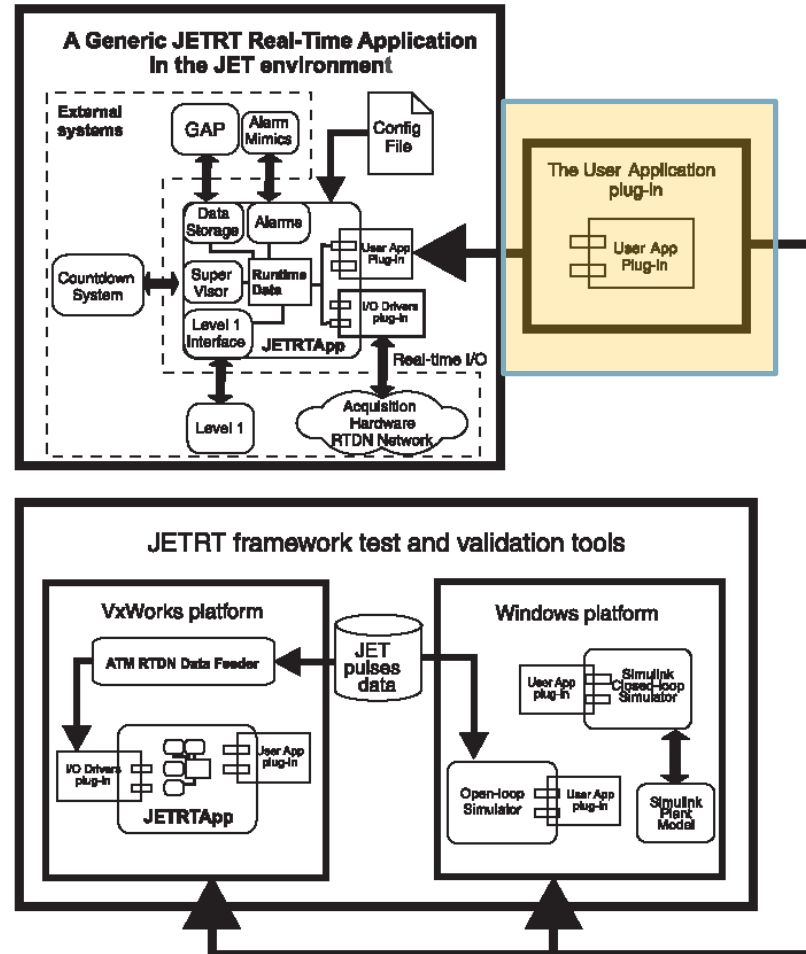 A Generic JETRT Real-Time Application
In the JET environment
External
systems
GAP
Alarm
Mimics
Config
File
Data
Storage
Alarms
User App
Plug-In
Countdown
System
Super
Visor
Runtime
Data
I/O Drivers
plug-in
Level 1
Interface
JETRTApp
Real-time I/O
Level 1
Acquisition
Hardware
RTDN Network
The User Application
plug-in
User App
Plug-in
JETRT framework test and validation tools
VxWorks platform
ATM RTDN Data Feeder
I/O Drivers
plug-in
User App
plug-in
JETRTApp
JET
pulses
data
Windows platform
User App
plug-in
Simulink
Closed-loop
Simulator
Open-loop
Simulator
User App
plug-in
Simulink
Plant
Model